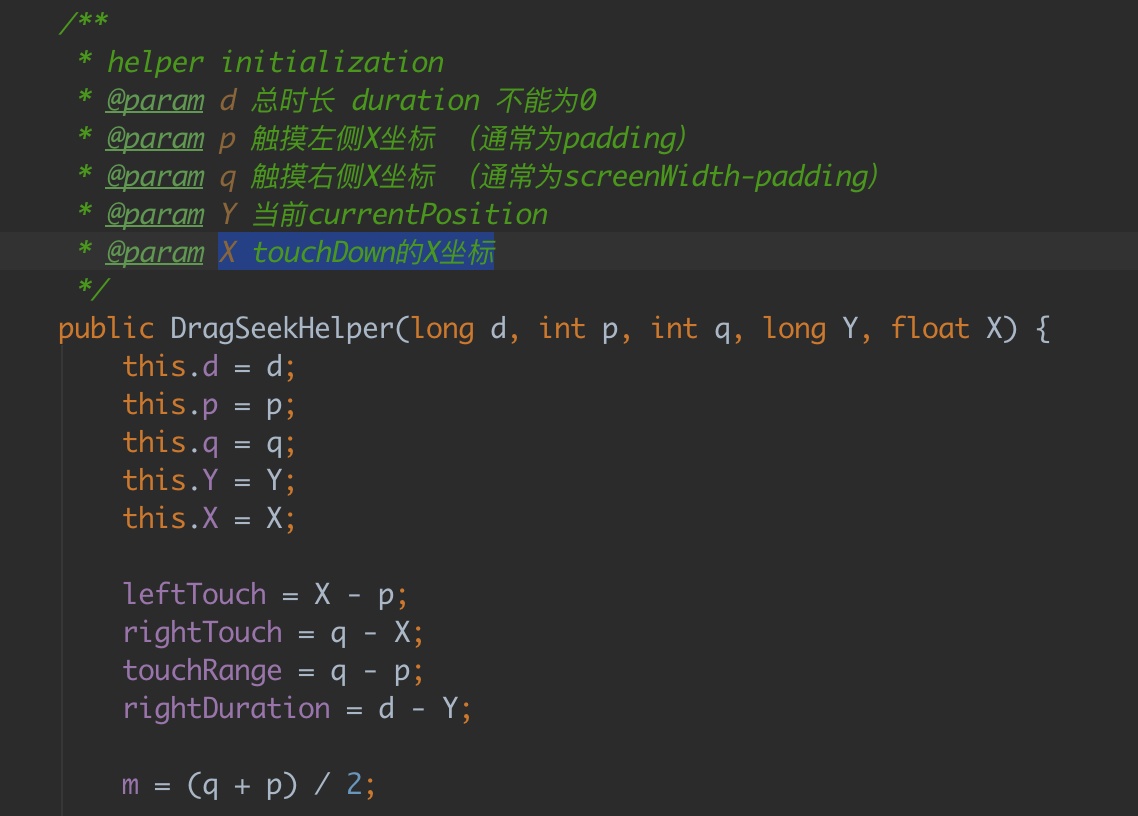 /**
* helper initialization
* @param d 总时长 duration 不能为0
* @param p 触摸左侧X坐标 （通常为padding）
* @param q 触摸右侧X坐标 （通常为screenWidth-padding）
* @param Y 当前currentPosition
* @param X touchDown的X坐标
*/
public DragSeekHelper(long d, int p, int q, long Y, float X) {
this.d = d;
this.p = p;
this.q = q;
this.Y = Y;
this.X = X;
leftTouch = X - p;
rightTouch = q - X;
touchRange = q - p;
rightDuration = d - Y;
m = (q + p) / 2;